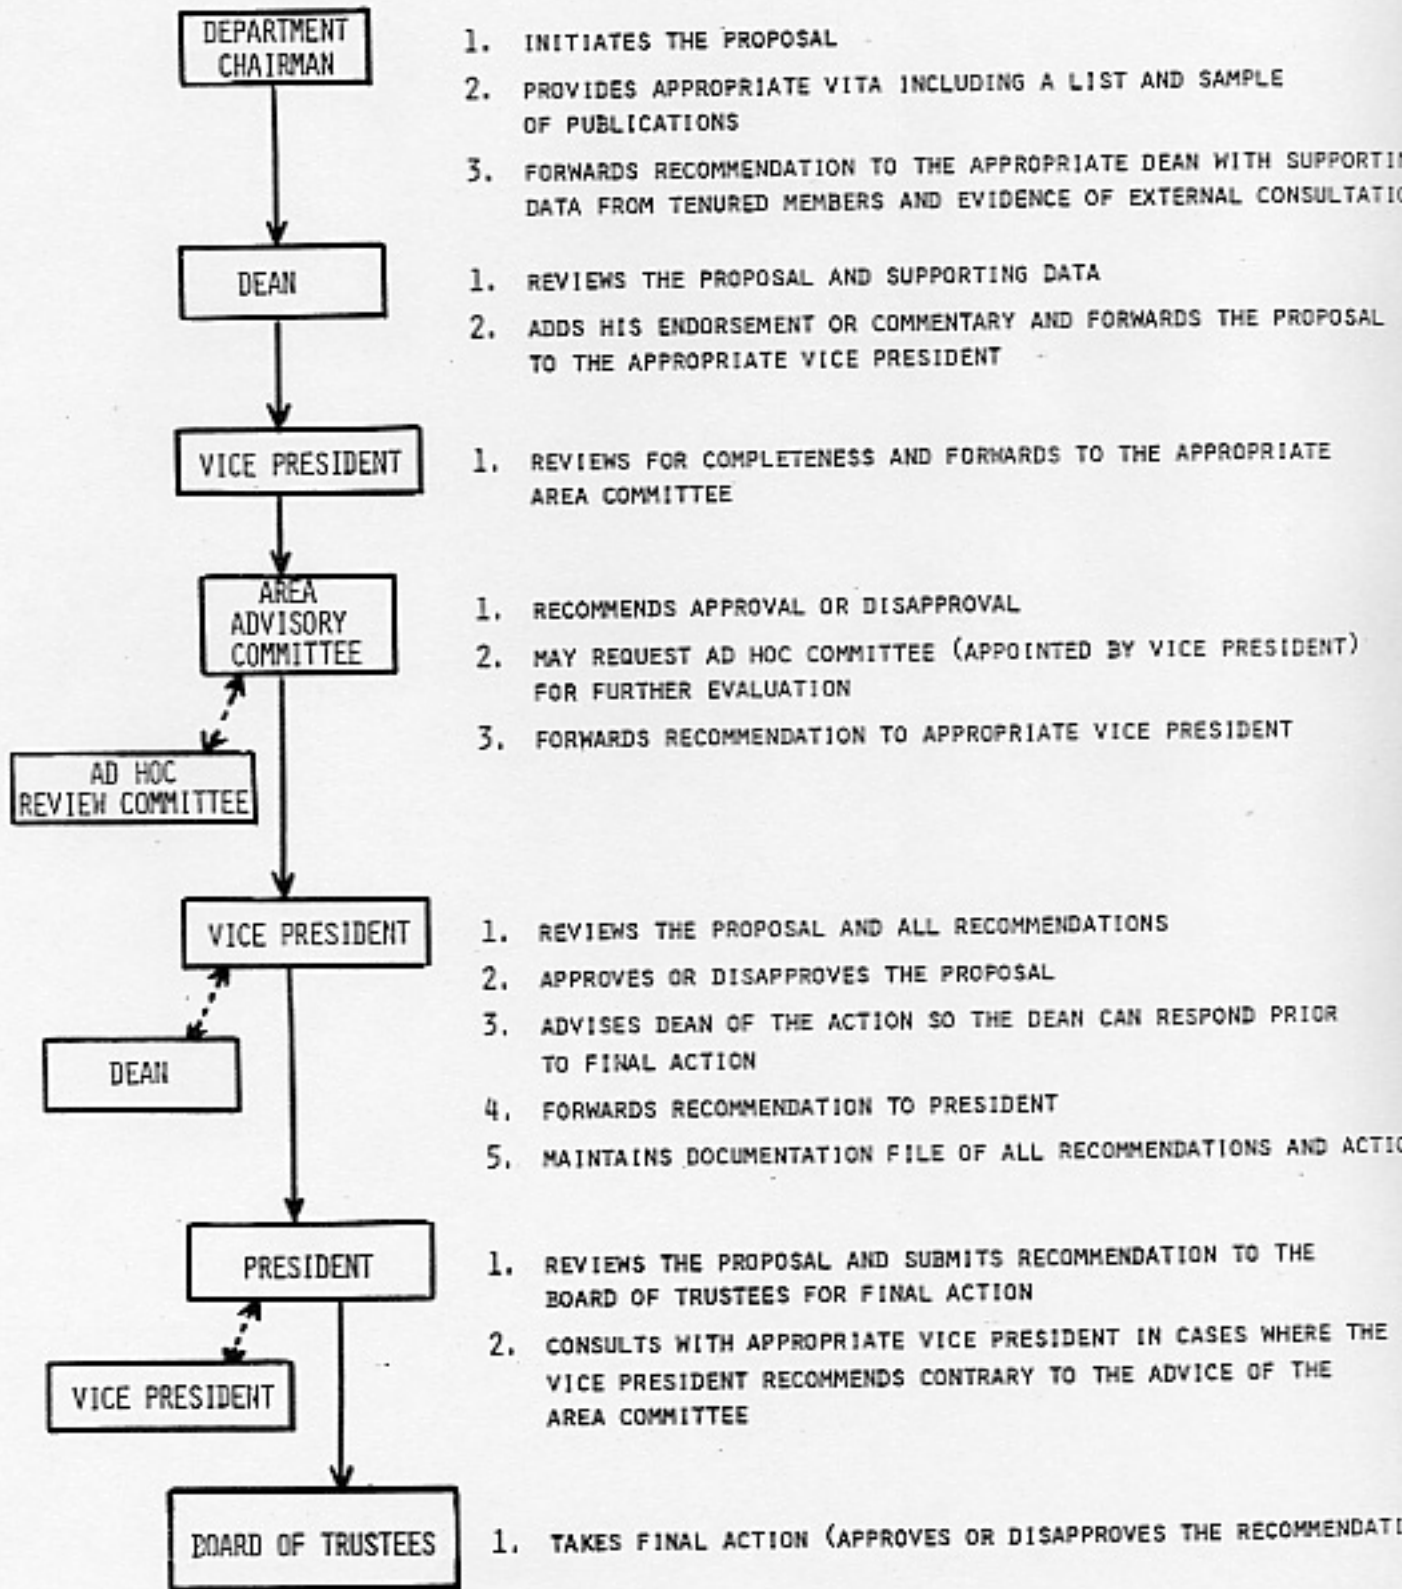 DEPARTMENT
CHAIRMAN
1. INITIATES THE PROPOSAL
2. PROVIDES APPROPRIATE VITA INCLUDING A LIST AND SAMPLE
OF PUBLICATIONS
3. FORWARDS RECOMMENDATION TO THE APPROPRIATE DEAN WITH SUPPORTIN
DATA FROM TENURED MEMBERS AND EVIDENCE OF EXTERNAL CONSULTATIO
DEAN
1. REVIEWS THE PROPOSAL AND SUPPORTING DATA
2. ADDS HIS ENDORSEMENT OR COMMENTARY AND FORWARDS THE PROPOSAL
TO THE APPROPRIATE VICE PRESIDENT
VICE PRESIDENT
1. REVIEWS FOR COMPLETENESS AND FORWARDS TO THE APPROPRIATE
AREA COMMITTEE
AREA
ADVISORY
COMMITTEE
1. RECOMMENDS APPROVAL OR DISAPPROVAL
2. MAY REQUEST AD HOC COMMITTEE (APPOINTED BY VICE PRESIDENT)
FOR FURTHER EVALUATION
3. FORWARDS RECOMMENDATION TO APPROPRIATE VICE PRESIDENT
AD HOC
REVIEW COMMITTEE
VICE PRESIDENT
1. REVIEWS THE PROPOSAL AND ALL RECOMMENDATIONS
2. APPROVES OR DISAPPROVES THE PROPOSAL
3. ADVISES DEAN OF THE ACTION SO THE DEAN CAN RESPOND PRIOR
TO FINAL ACTION
4. FORWARDS RECOMMENDATION TO PRESIDENT
5. MAINTAINS DOCUMENTATION FILE OF ALL RECOMMENDATIONS AND ACTIO
DEAN
PRESIDENT
1. REVIEWS THE PROPOSAL AND SUBMITS RECOMMENDATION TO THE
BOARD OF TRUSTEES FOR FINAL ACTION
2. CONSULTS WITH APPROPRIATE VICE PRESIDENT IN CASES WHERE THE
VICE PRESIDENT RECOMMENDS CONTRARY TO THE ADVICE OF THE
AREA COMMITTEE
VICE PRESIDENT
BOARD OF TRUSTEES
1. TAKES FINAL ACTION (APPROVES OR DISAPPROVES THE RECOMMENDATI